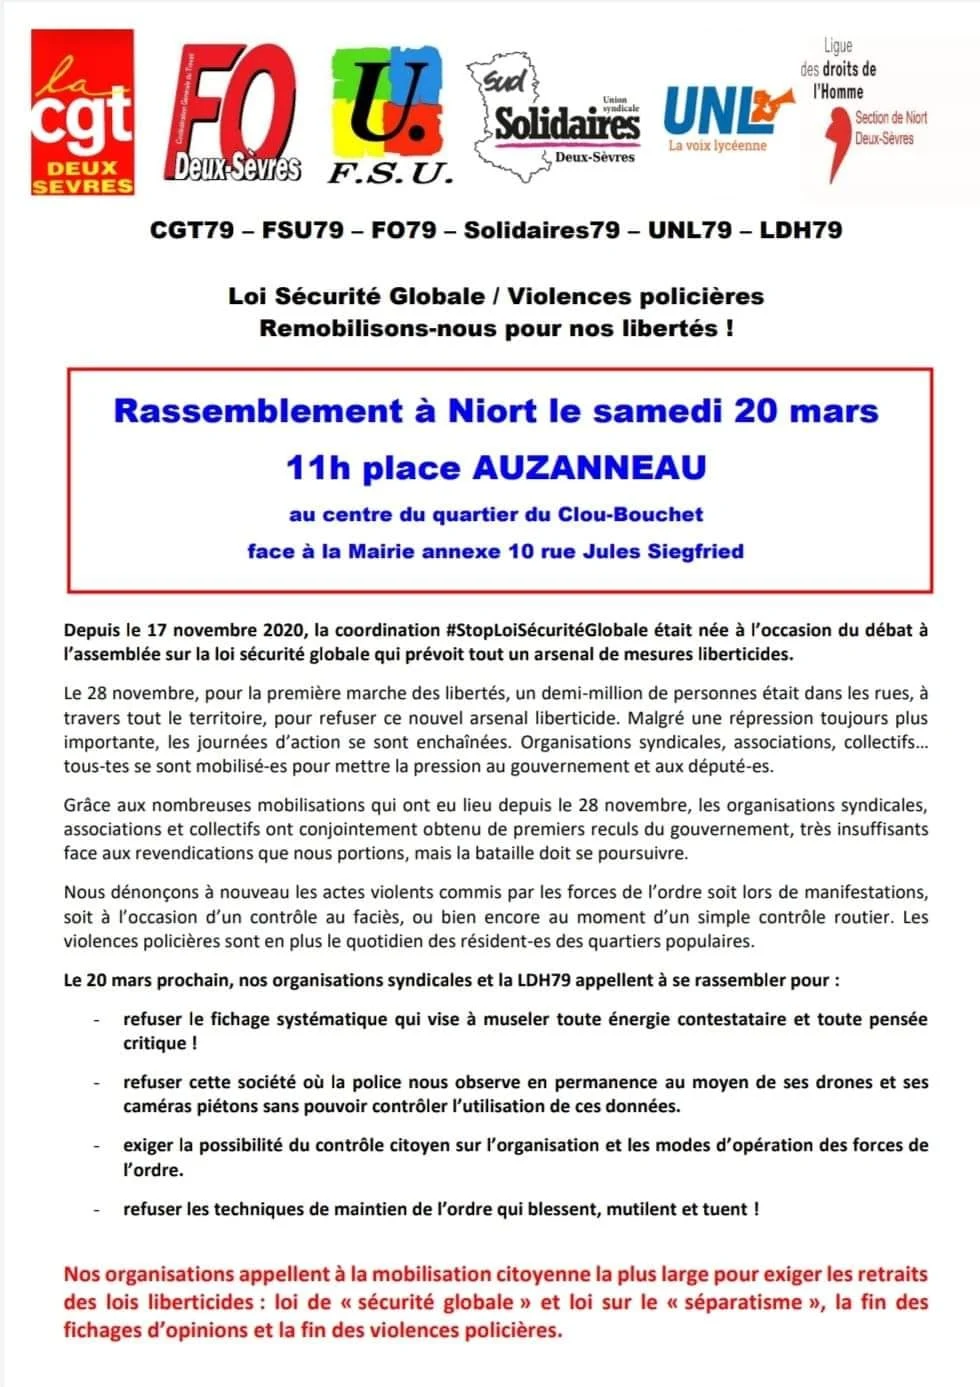 la
cgt
DEUX
SEVRES
Confédération Générale du Travail
FO
Deux-Sèvres
U.
F.S.U.
Sud
Union
syndicale
Solidaires
Deux-Sèvres
UNL
La voix lycéenne
Ligue
des droits de
l'Homme
Section de Niort
Deux-Sèvres
CGT79 – FSU79 – FO79 – Solidaires79 – UNL79 – LDH79
Loi Sécurité Globale / Violences policières
Remobilisons-nous pour nos libertés !
Rassemblement à Niort le samedi 20 mars
11h place AUZANNEAU
au centre du quartier du Clou-Bouchet
face à la Mairie annexe 10 rue Jules Siegfried
Depuis le 17 novembre 2020, la coordination #StopLoiSécuritéGlobale était née à l’occasion du débat à
l’assemblée sur la loi sécurité globale qui prévoit tout un arsenal de mesures liberticides.
Le 28 novembre, pour la première marche des libertés, un demi-million de personnes était dans les rues, à
travers tout le territoire, pour refuser ce nouvel arsenal liberticide. Malgré une répression toujours plus
importante, les journées d’action se sont enchaînées. Organisations syndicales, associations, collectifs…
tous-tes se sont mobilisé-es pour mettre la pression au gouvernement et aux député-es.
Grâce aux nombreuses mobilisations qui ont eu lieu depuis le 28 novembre, les organisations syndicales,
associations et collectifs ont conjointement obtenu de premiers reculs du gouvernement, très insuffisants
face aux revendications que nous portions, mais la bataille doit se poursuivre.
Nous dénonçons à nouveau les actes violents commis par les forces de l’ordre soit lors de manifestations,
soit à l’occasion d’un contrôle au faciès, ou bien encore au moment d’un simple contrôle routier. Les
violences policières sont en plus le quotidien des résident-es des quartiers populaires.
Le 20 mars prochain, nos organisations syndicales et la LDH79 appellent à se rassembler pour :
- refuser le fichage systématique qui vise à museler toute énergie contestataire et toute pensée
critique !
- refuser cette société où la police nous observe en permanence au moyen de ses drones et ses
caméras piétons sans pouvoir contrôler l’utilisation de ces données.
- exiger la possibilité du contrôle citoyen sur l’organisation et les modes d’opération des forces de
l’ordre.
- refuser les techniques de maintien de l’ordre qui blessent, mutilent et tuent !
Nos organisations appellent à la mobilisation citoyenne la plus large pour exiger les retraits
des lois liberticides : loi de « sécurité globale » et loi sur le « séparatisme », la fin des
fichages d’opinions et la fin des violences policières.